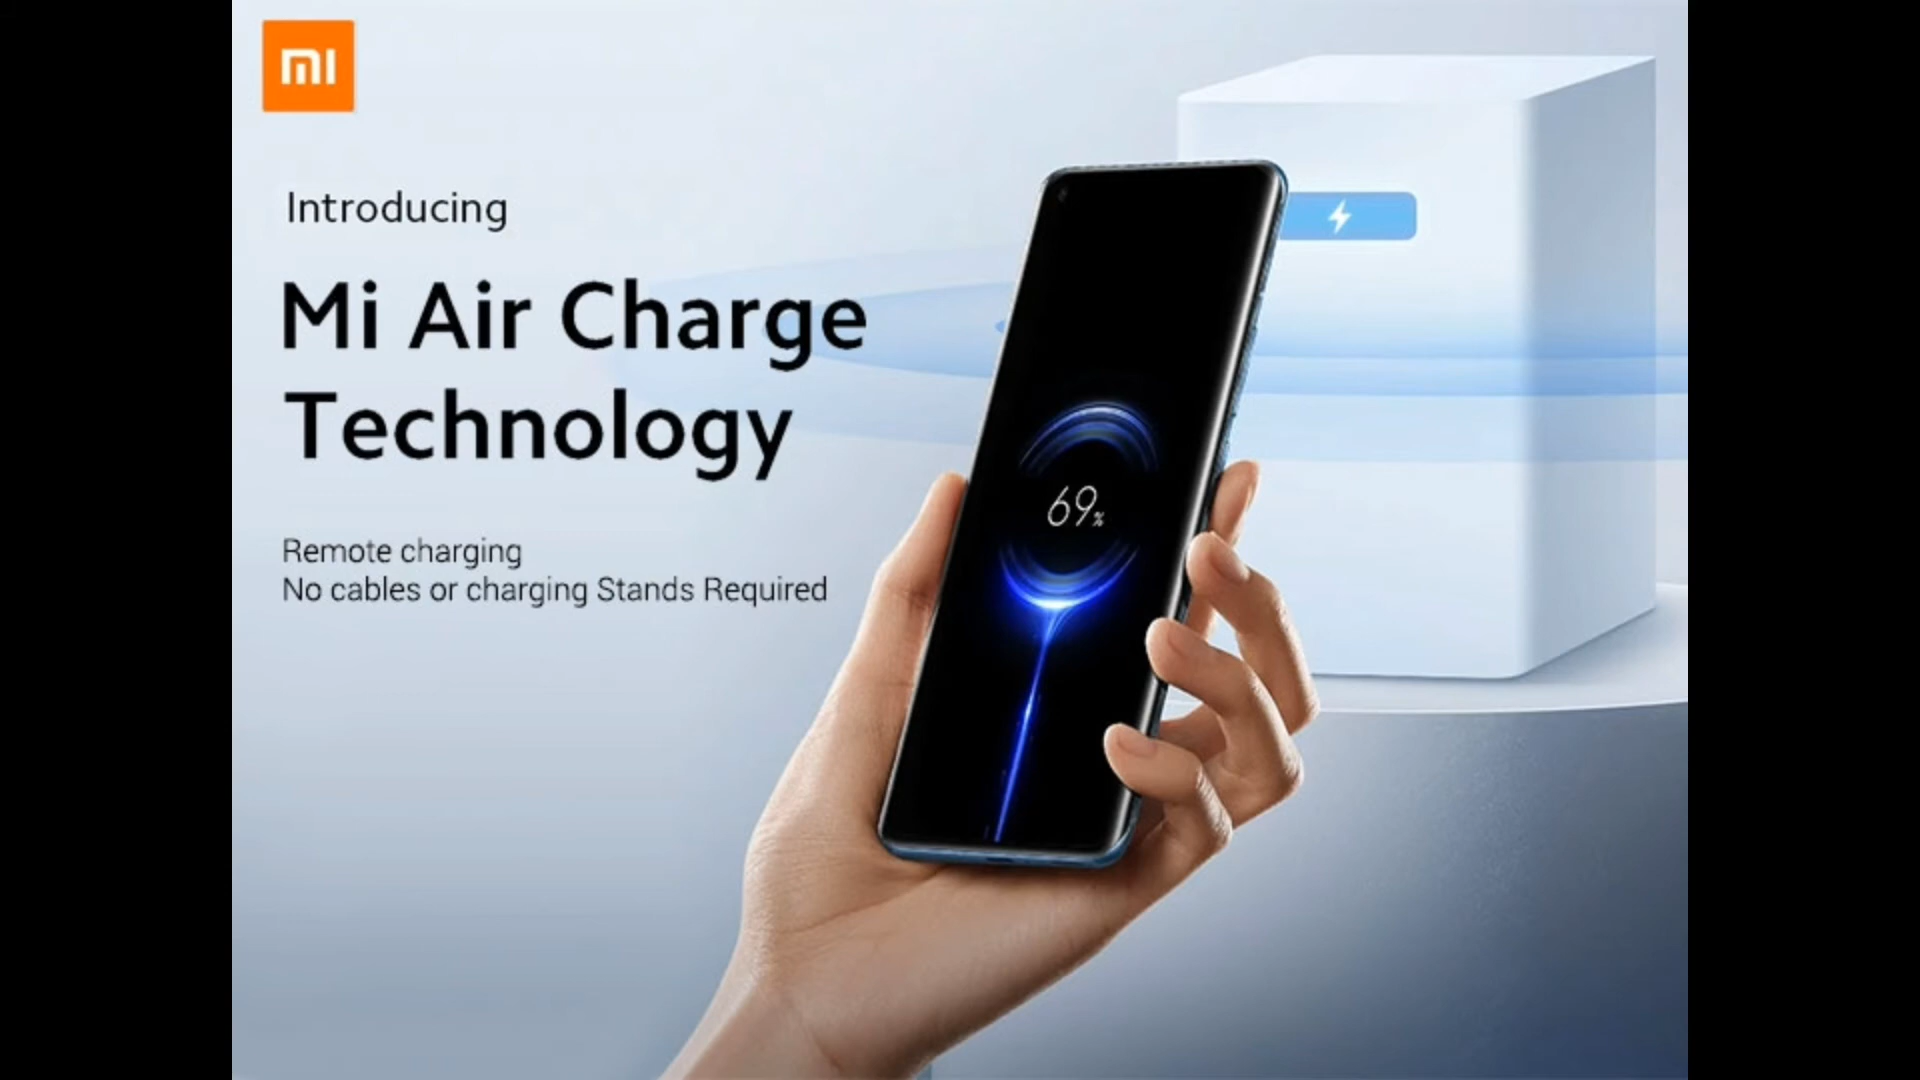 mi
Introducing
Mi Air Charge
Technology
Remote charging
No cables or charging Stands Required
69%